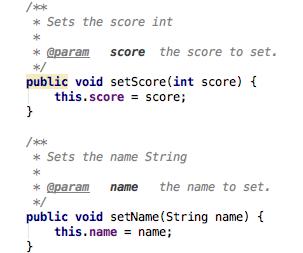 /**
 * Sets the score int
 *
 * @param   score   the score to set.
 */
public void setScore(int score) {
    this.score = score;
}

/**
 * Sets the name String
 *
 * @param   name   the name to set.
 */
public void setName(String name) {
    this.name = name;
}